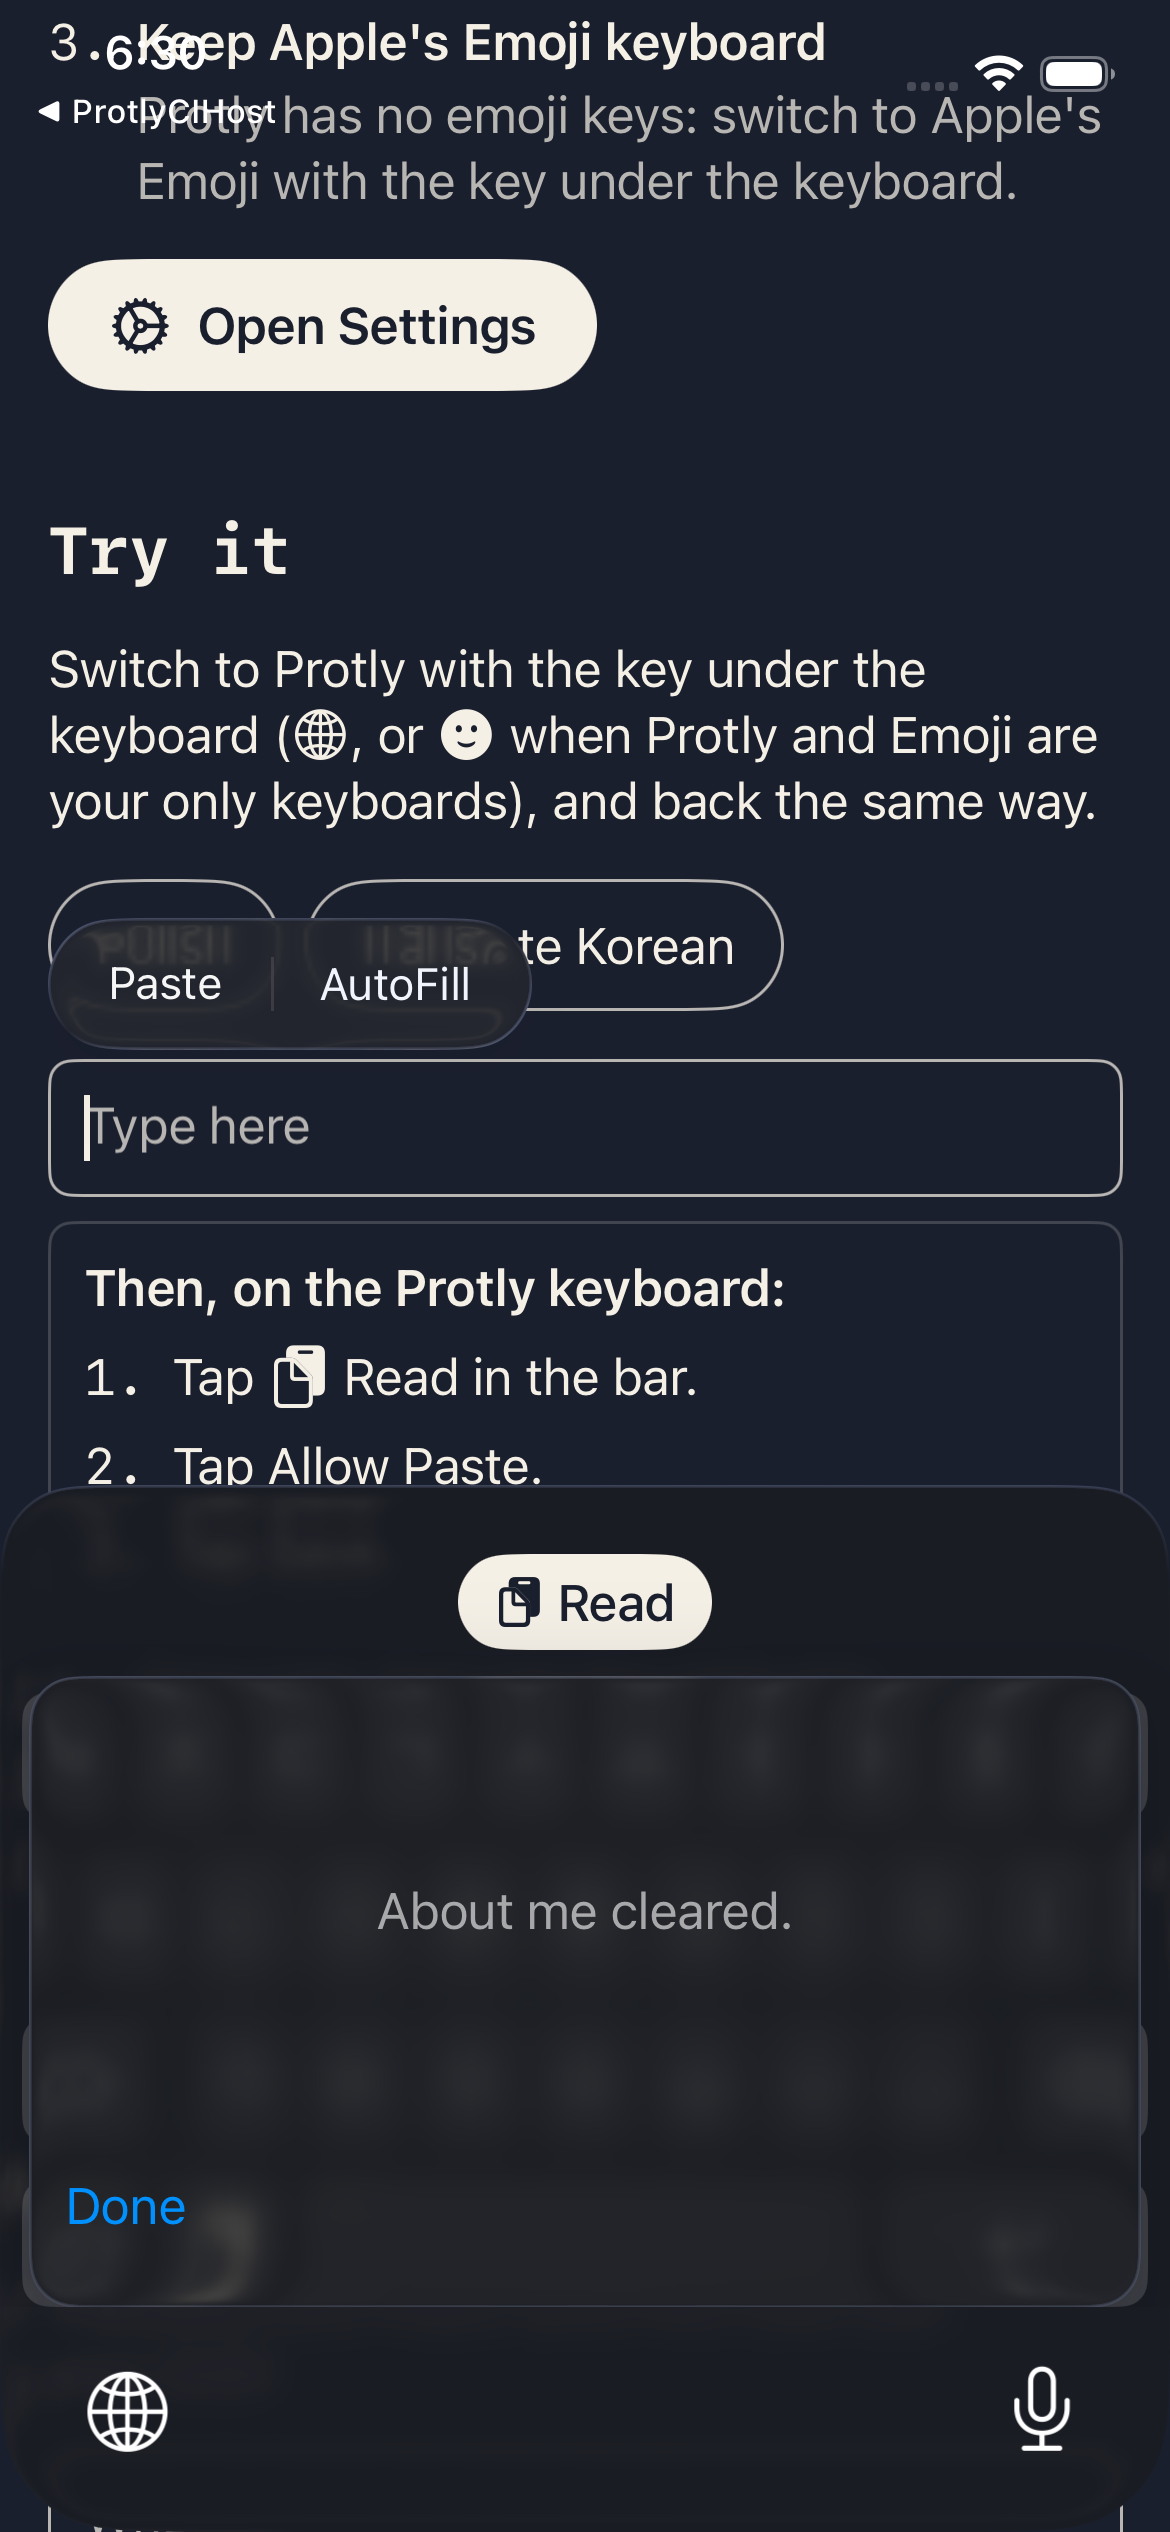 3. Keep Apple's Emoji keyboard
6:30
ProtlyCIHost
Protly has no emoji keys: switch to Apple's
Emoji with the key under the keyboard.
Open Settings
Try it
Switch to Protly with the key under the
keyboard (, or when Protly and Emoji are
your only keyboards), and back the same way.
te Korean
Paste
AutoFill
Type here
Then, on the Protly keyboard:
1. Tap Read in the bar.
2. Tap Allow Paste.
Read
About me cleared.
Done